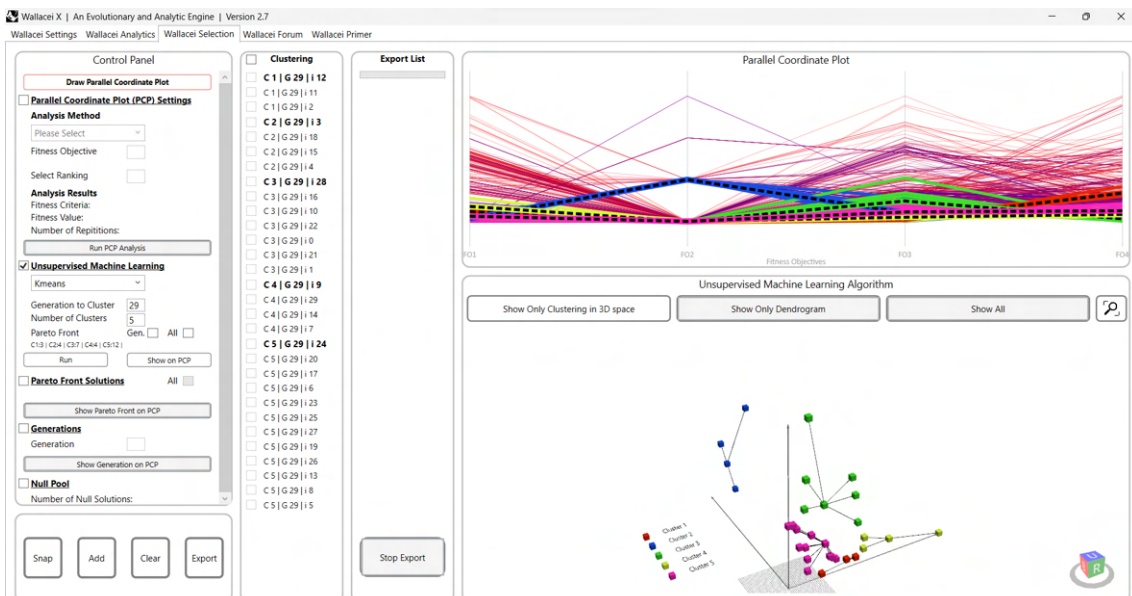 Wallacei X | An Evolutionary and Analytic Engine | Version 2.7
Wallacei Settings Wallacei Analytics Wallacei Selection Wallacei Forum Wallacei Primer
Control Panel
Draw Parallel Coordinate Plot
Parallel Coordinate Plot (PCP) Settings
Analysis Method
Please Select
Fitness Objective
Select Ranking
Analysis Results
Fitness Criteria:
Fitness Value:
Number of Repititions:
Run PCP Analysis
Unsupervised Machine Learning
Kmeans
Generation to Cluster 29
Number of Clusters 5
Pareto Front Gen. All
C1:3 | C2:4 | C3:7 | C4:4 | C5:12 |
Run Show on PCP
Pareto Front Solutions All
Show Pareto Front on PCP
Generations
Generation
Show Generation on PCP
Null Pool
Number of Null Solutions:
Snap Add Clear Export
Clustering
C 1 | G 29 | i 12
C 1 | G 29 | i 11
C 1 | G 29 | i 2
C 2 | G 29 | i 3
C 2 | G 29 | i 18
C 2 | G 29 | i 15
C 2 | G 29 | i 4
C 3 | G 29 | i 28
C 3 | G 29 | i 16
C 3 | G 29 | i 10
C 3 | G 29 | i 22
C 3 | G 29 | i 0
C 3 | G 29 | i 21
C 3 | G 29 | i 1
C 4 | G 29 | i 9
C 4 | G 29 | i 29
C 4 | G 29 | i 14
C 4 | G 29 | i 7
C 5 | G 29 | i 24
C 5 | G 29 | i 20
C 5 | G 29 | i 17
C 5 | G 29 | i 6
C 5 | G 29 | i 23
C 5 | G 29 | i 25
C 5 | G 29 | i 27
C 5 | G 29 | i 19
C 5 | G 29 | i 26
C 5 | G 29 | i 13
C 5 | G 29 | i 8
C 5 | G 29 | i 5
Export List
Stop Export
Parallel Coordinate Plot
FO1 FO2 FO3 FO4
Fitness Objectives
Unsupervised Machine Learning Algorithm
Show Only Clustering in 3D space Show Only Dendrogram Show All
Cluster 1
Cluster 2
Cluster 3
Cluster 4
Cluster 5
U
R